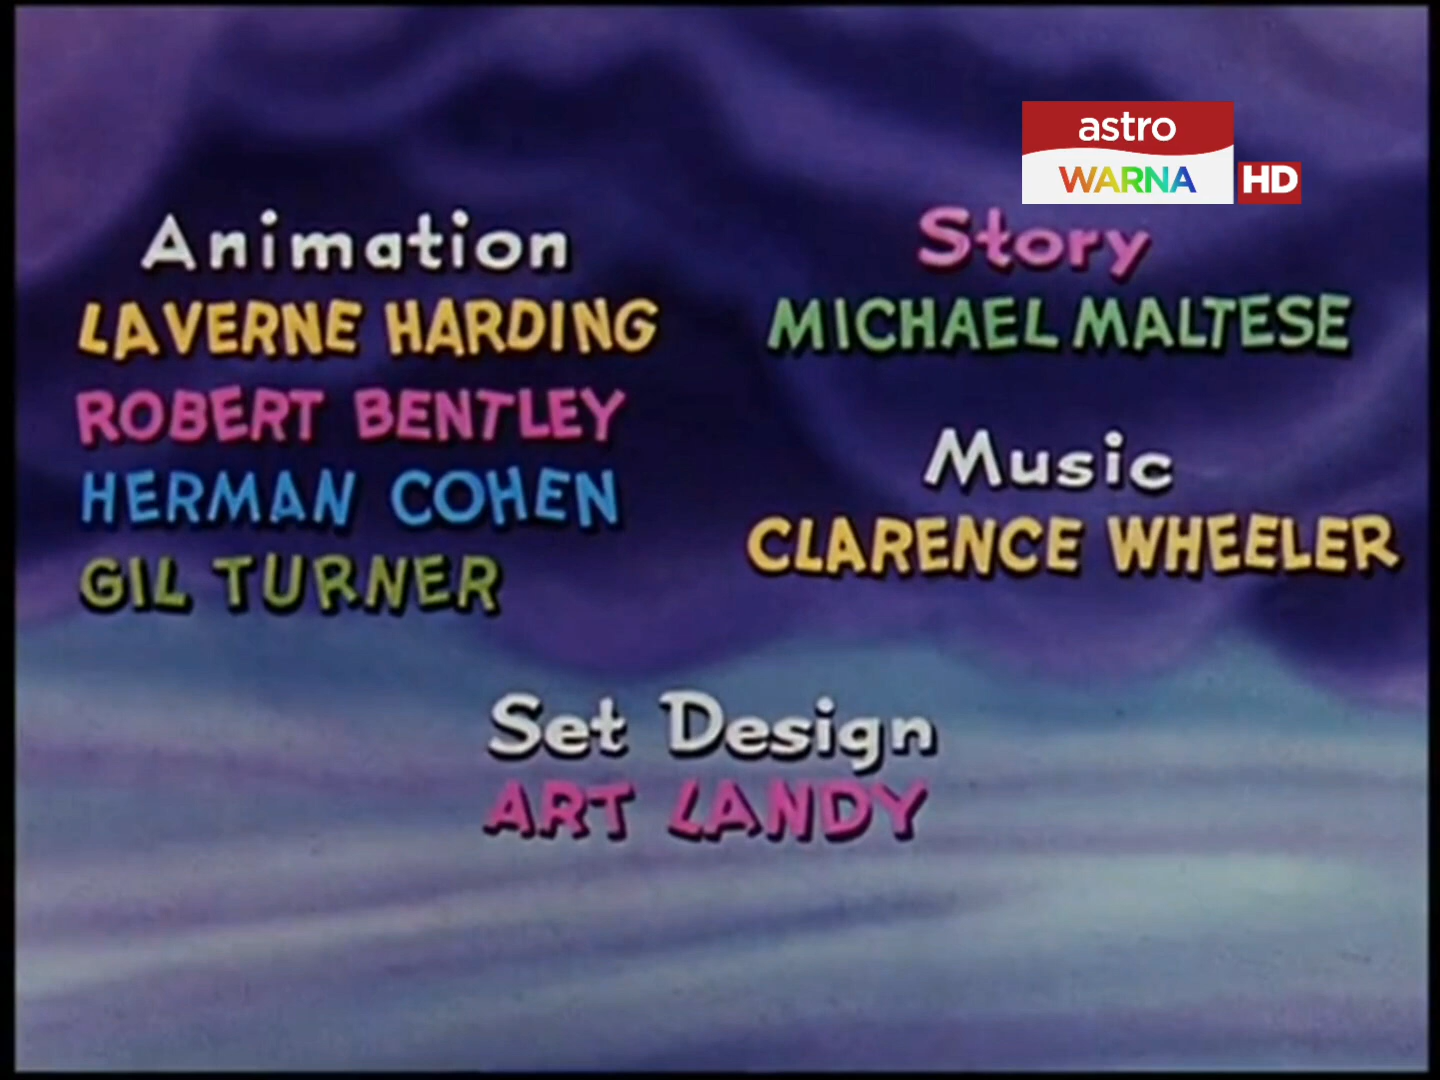 astro
WARNA HD
Animation
LAVERNE HARDING
ROBERT BENTLEY
HERMAN COHEN
GIL TURNER
Story
MICHAEL MALTESE
Music
CLARENCE WHEELER
Set Design
ART LANDY